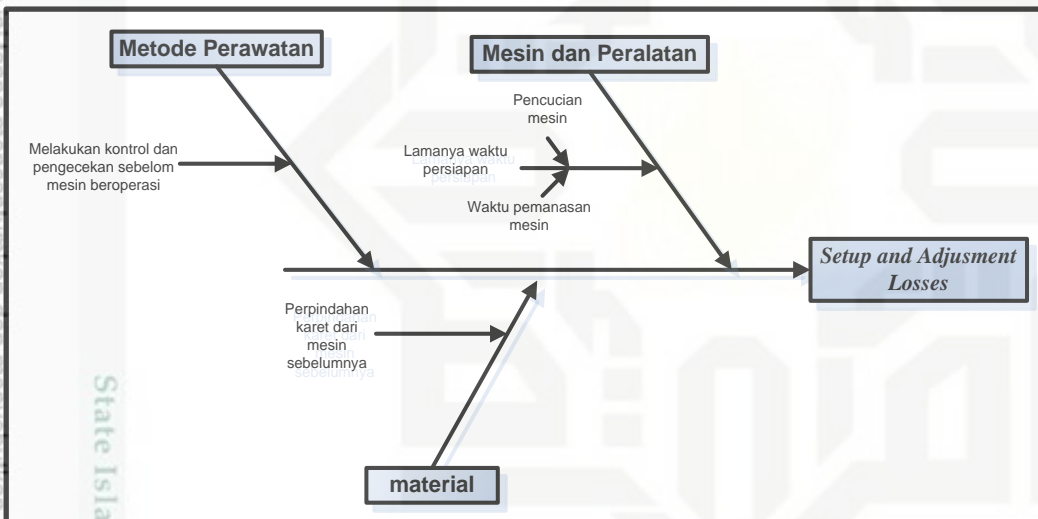 Metode Perawatan
Mesin dan Peralatan
Pencucian
mesin
Melakukan kontrol dan
pengecekan sebelom
mesin beroperasi
Lamanya waktu
persiapan
Waktu pemanasan
mesin
Setup and Adjusment
Losses
Perpindahan
karet dari
mesin
sebelumnya
material
State Isla